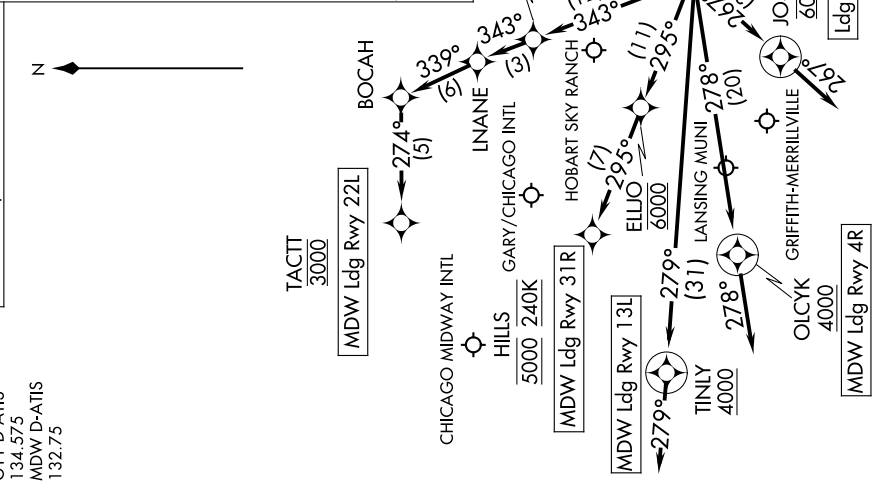 134.575
MDW D-ATIS
132.75
N
BOCAH
339°
(6)
343°
(3)
343°
LNANE
274°
(5)
TACTT
3000
MDW Ldg Rwy 22L
GARY/CHICAGO INTL
HOBART SKY RANCH
(11)
295°
ELLJO
6000
(7)
295°
CHICAGO MIDWAY INTL
HILLS
5000 240K
MDW Ldg Rwy 31R
LANSING MUNI
278°
(20)
GRIFFITH-MERRILLVILLE
267°
279°
(31)
MDW Ldg Rwy 13L
TINLY
4000
279°
278°
OLCYK
4000
MDW Ldg Rwy 4R